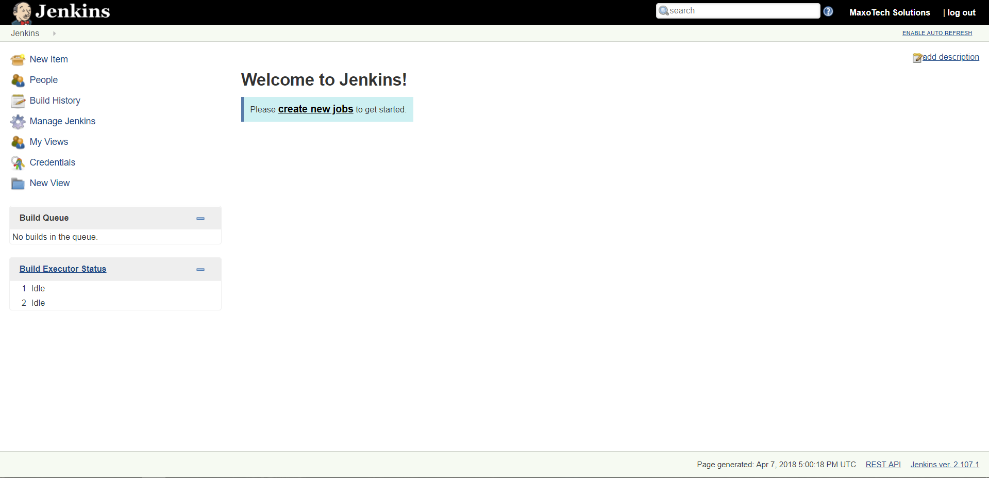 Jenkins
search
MaxoTech Solutions
| log out
Jenkins
ENABLE AUTO REFRESH
New Item
People
Build History
Manage Jenkins
My Views
Credentials
New View
add description
Welcome to Jenkins!
Please create new jobs to get started.
Build Queue
No builds in the queue.
Build Executor Status
1 Idle
2 Idle
Page generated: Apr 7, 2018 5:00:18 PM UTC REST API Jenkins ver. 2.107.1